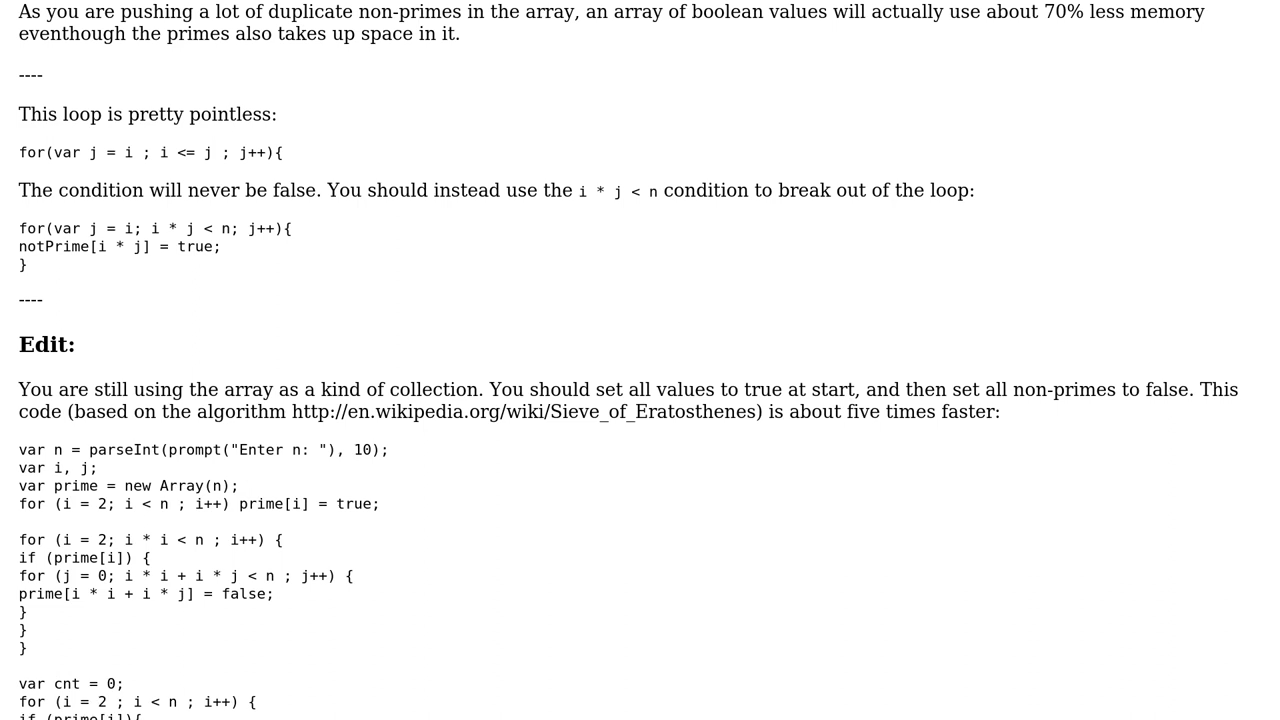 As you are pushing a lot of duplicate non-primes in the array, an array of boolean values will actually use about 70% less memory
eventhough the primes also takes up space in it.
----
This loop is pretty pointless:
for(var j = i ; i <= j ; j++){
The condition will never be false. You should instead use the i * j < n condition to break out of the loop:
for(var j = i; i * j < n; j++){
notPrime[i * j] = true;
}
----
Edit:
You are still using the array as a kind of collection. You should set all values to true at start, and then set all non-primes to false. This
code (based on the algorithm http://en.wikipedia.org/wiki/Sieve_of_Eratosthenes) is about five times faster:
var n = parseInt(prompt("Enter n: "), 10);
var i, j;
var prime = new Array(n);
for (i = 2; i < n ; i++) prime[i] = true;
for (i = 2; i * i < n ; i++) {
if (prime[i]) {
for (j = 0; i * i + i * j < n ; j++) {
prime[i * i + i * j] = false;
}
}
}
var cnt = 0;
for (i = 2 ; i < n ; i++) {
if (prime[i]){